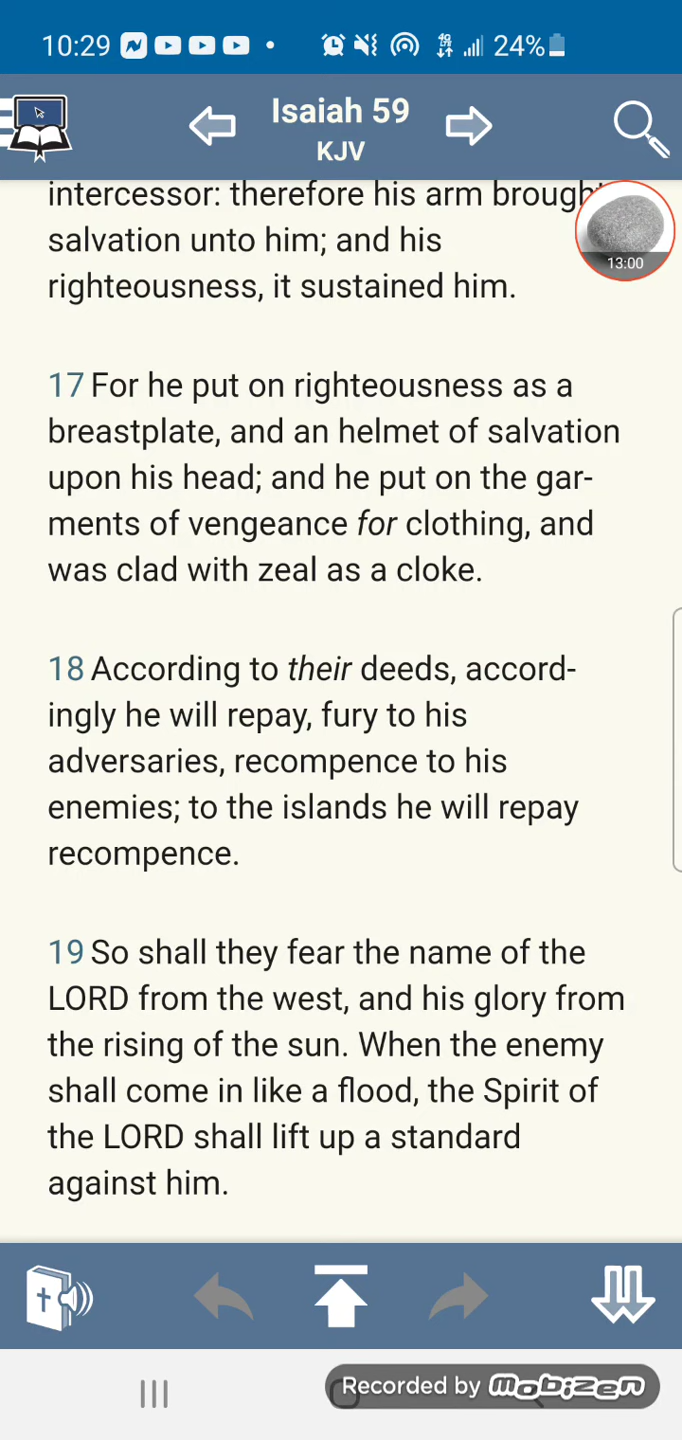 10:29
24%
Isaiah 59
KJV
intercessor: therefore his arm brought
salvation unto him; and his
righteousness, it sustained him.
13:00
17 For he put on righteousness as a
breastplate, and an helmet of salvation
upon his head; and he put on the gar-
ments of vengeance for clothing, and
was clad with zeal as a cloke.
18 According to their deeds, accord-
ingly he will repay, fury to his
adversaries, recompence to his
enemies; to the islands he will repay
recompence.
19 So shall they fear the name of the
LORD from the west, and his glory from
the rising of the sun. When the enemy
shall come in like a flood, the Spirit of
the LORD shall lift up a standard
against him.
Recorded by mobizen